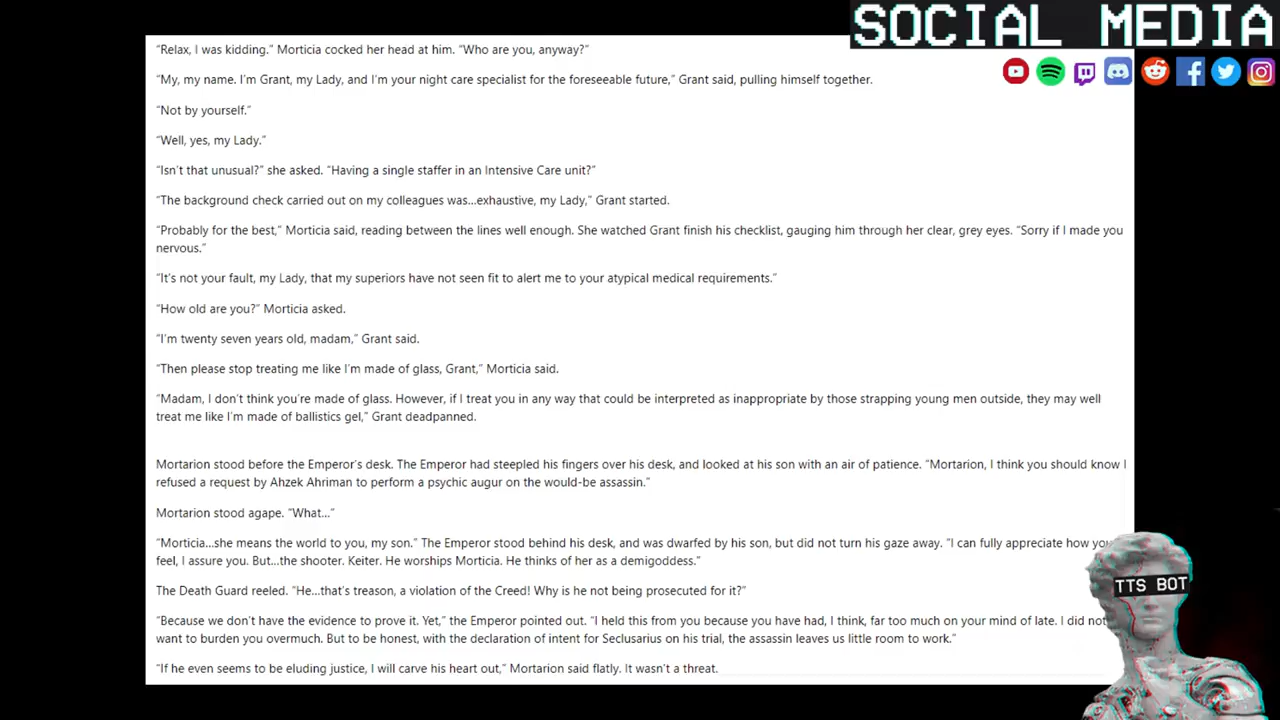 SOCIAL MEDIA
“Relax, I was kidding.” Morticia cocked her head at him. “Who are you, anyway?”
“My, my name. I’m Grant, my Lady, and I’m your night care specialist for the foreseeable future,” Grant said, pulling himself together.
“Not by yourself.”
“Well, yes, my Lady.”
“Isn’t that unusual?” she asked. “Having a single staffer in an Intensive Care unit?”
“The background check carried out on my colleagues was…exhaustive, my Lady,” Grant started.
“Probably for the best,” Morticia said, reading between the lines well enough. She watched Grant finish his checklist, gauging him through her clear, grey eyes. “Sorry if I made you
nervous.”
“It’s not your fault, my Lady, that my superiors have not seen fit to alert me to your atypical medical requirements.”
“How old are you?” Morticia asked.
“I’m twenty seven years old, madam,” Grant said.
“Then please stop treating me like I’m made of glass, Grant,” Morticia said.
“Madam, I don’t think you’re made of glass. However, if I treat you in any way that could be interpreted as inappropriate by those strapping young men outside, they may well
treat me like I’m made of ballistics gel,” Grant deadpanned.
Mortarion stood before the Emperor’s desk. The Emperor had steepled his fingers over his desk, and looked at his son with an air of patience. “Mortarion, I think you should know I
refused a request by Ahzek Ahriman to perform a psychic augur on the would-be assassin.”
Mortarion stood agape. “What…”
“Morticia…she means the world to you, my son.” The Emperor stood behind his desk, and was dwarfed by his son, but did not turn his gaze away. “I can fully appreciate how you
feel, I assure you. But…the shooter. Keiter. He worships Morticia. He thinks of her as a demigoddess.”
The Death Guard reeled. “He…that’s treason, a violation of the Creed! Why is he not being prosecuted for it?”
“Because we don’t have the evidence to prove it. Yet,” the Emperor pointed out. “I held this from you because you have had, I think, far too much on your mind of late. I did not
want to burden you overmuch. But to be honest, with the declaration of intent for Seclusarius on his trial, the assassin leaves us little room to work.”
“If he even seems to be eluding justice, I will carve his heart out,” Mortarion said flatly. It wasn’t a threat.
TTS BOT